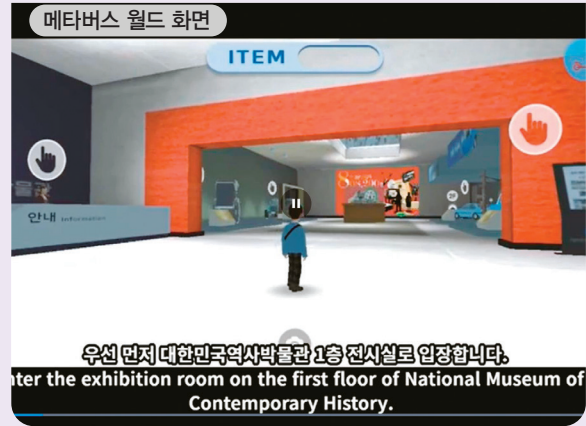 메타버스 월드 화면
ITEM
안내 Information
우선 먼저 대한민국역사박물관 1층 전시실로 입장합니다.
nter the exhibition room on the first floor of National Museum of
Contemporary History.